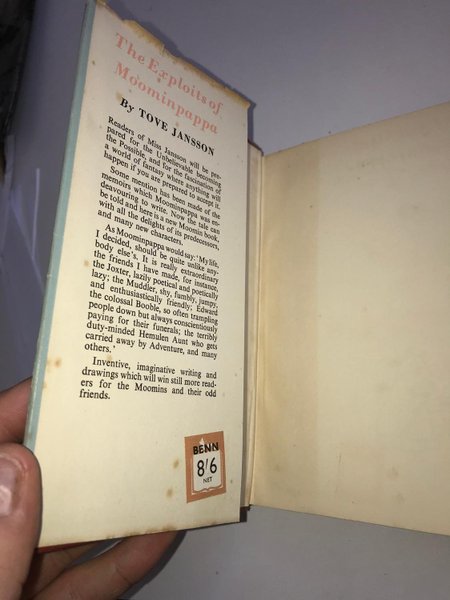 The Exploits of
Moominpappa
By TOVE JANSSON
Readers of Miss Jansson will be pre-
pared for the Unbelievable becoming
the Possible, and for the fascination of
a world of fantasy where anything will
happen if you are prepared to accept it.
Some mention has been made of the
memoirs which Moominpappa was en-
deavouring to write. Now the tale can
be told and here is a new Moomin book,
with all the delights of its predecessors,
and many new characters.
As Moominpappa would say: 'My life,
I decided, should be quite unlike any-
body else's. It is really extraordinary
the friends I have made, for instance,
the Joxter, lazily poetical and poetically
lazy; the Muddler, shy, fumbly, jumpy,
and enthusiastically friendly; Edward
the colossal Booble, so often trampling
people down but always conscientiously
paying for their funerals; the terribly
duty-minded Hemulen Aunt who gets
carried away by Adventure, and many
others.'
Inventive, imaginative writing and
drawings which will win still more read-
ers for the Moomins and their odd
friends.
BENN
8/6
NET